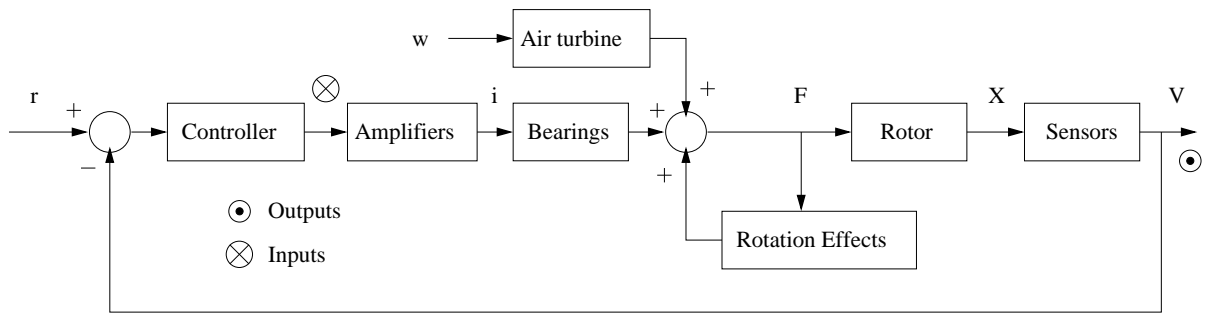 w
Air turbine
r
+
−
Controller
Amplifiers
i
Bearings
+
+
+
F
Rotor
X
Sensors
V
Rotation Effects
Outputs
Inputs